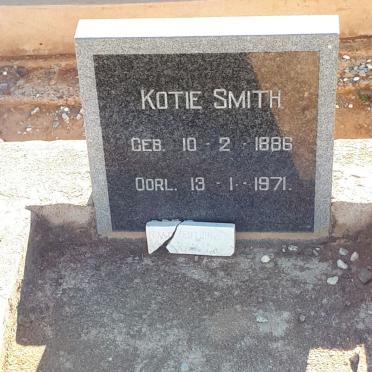 KOTIE SMITH
GEB. 10 - 2 - 1886
OORL. 13 - 1 - 1971.